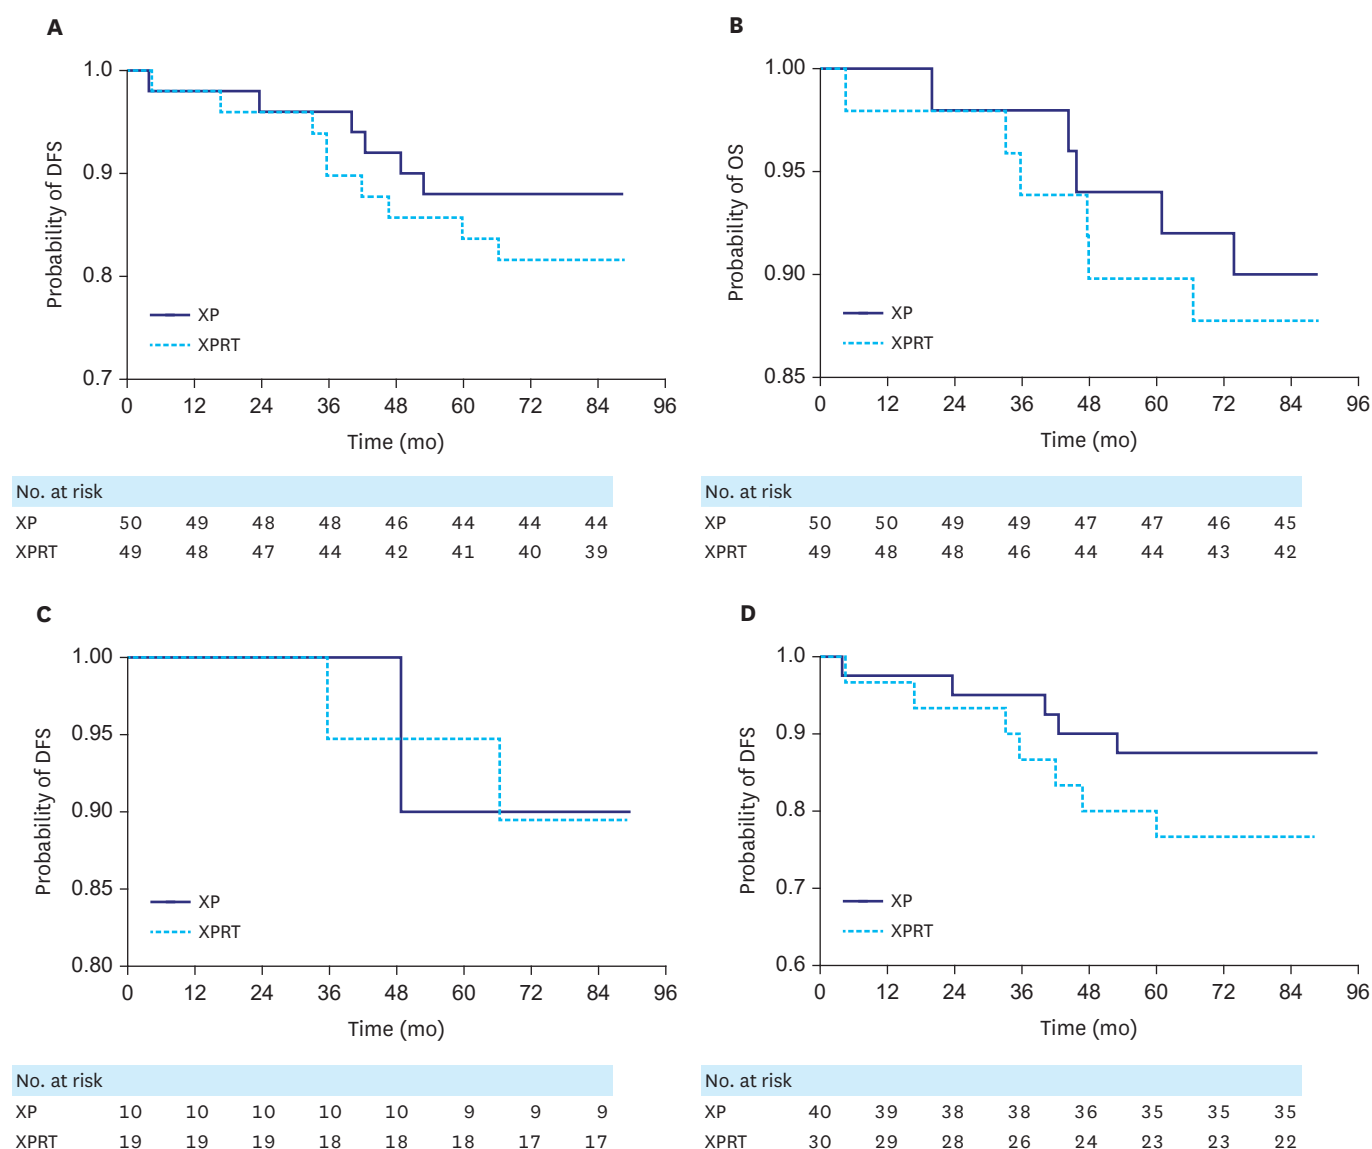 A
Probability of DFS
1.0
0.9
0.8
0.7
XP
XPRT
0 12 24 36 48 60 72 84 96
Time (mo)
No. at risk
XP 50 49 48 48 46 44 44 44
XPRT 49 48 47 44 42 41 40 39
B
Probability of OS
1.00
0.95
0.90
0.85
XP
XPRT
0 12 24 36 48 60 72 84 96
Time (mo)
No. at risk
XP 50 50 49 49 47 47 46 45
XPRT 49 48 48 46 44 44 43 42
C
Probability of DFS
1.00
0.95
0.90
0.85
0.80
XP
XPRT
0 12 24 36 48 60 72 84 96
Time (mo)
No. at risk
XP 10 10 10 10 10 9 9 9
XPRT 19 19 19 18 18 18 17 17
D
Probability of DFS
1.0
0.9
0.8
0.7
0.6
XP
XPRT
0 12 24 36 48 60 72 84 96
Time (mo)
No. at risk
XP 40 39 38 38 36 35 35 35
XPRT 30 29 28 26 24 23 23 22